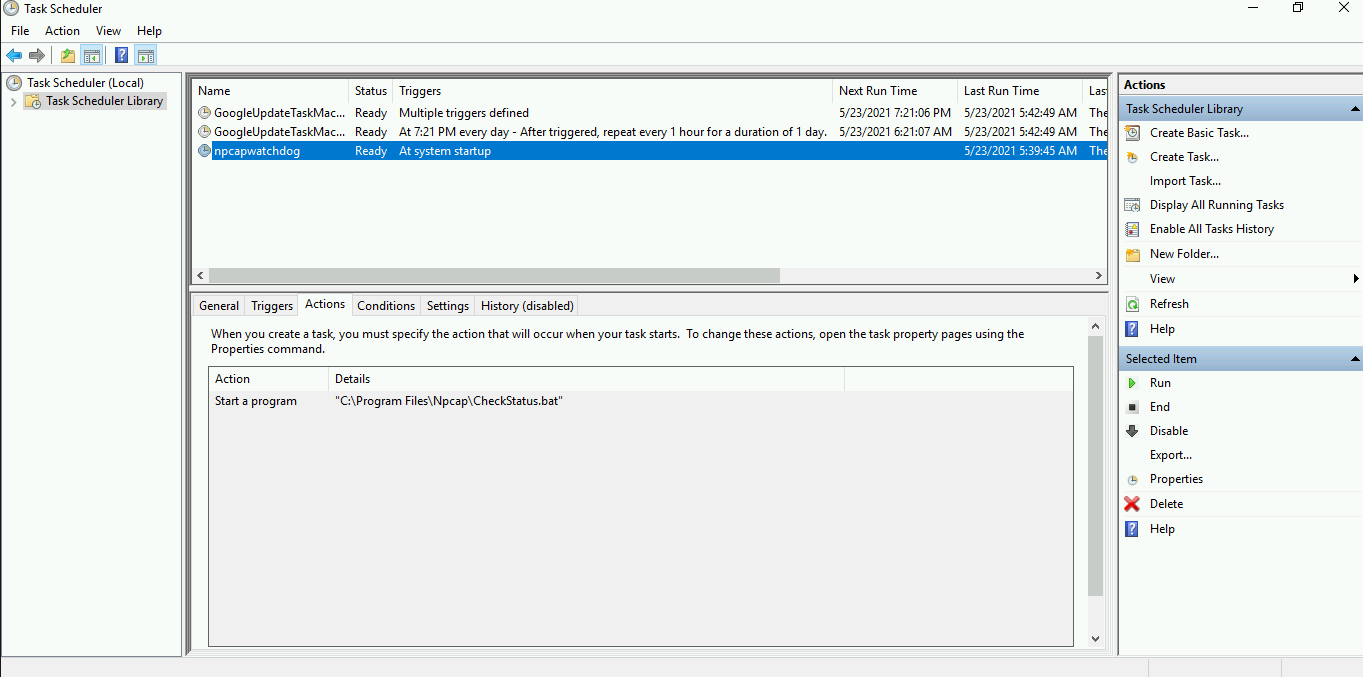 Task Scheduler
File Action View Help
Task Scheduler (Local)
Task Scheduler Library
Name Status Triggers Next Run Time Last Run Time Las
GoogleUpdateTaskMac... Ready Multiple triggers defined 5/23/2021 7:21:06 PM 5/23/2021 5:42:49 AM The
GoogleUpdateTaskMac... Ready At 7:21 PM every day - After triggered, repeat every 1 hour for a duration of 1 day. 5/23/2021 6:21:07 AM 5/23/2021 5:42:49 AM The
npcapwatchdog Ready At system startup 5/23/2021 5:39:45 AM The
General Triggers Actions Conditions Settings History (disabled)
When you create a task, you must specify the action that will occur when your task starts. To change these actions, open the task property pages using the
Properties command.
Action Details
Start a program "C:\Program Files\Npcap\CheckStatus.bat"
Actions
Task Scheduler Library
Create Basic Task...
Create Task...
Import Task...
Display All Running Tasks
Enable All Tasks History
New Folder...
View
Refresh
Help
Selected Item
Run
End
Disable
Export...
Properties
Delete
Help